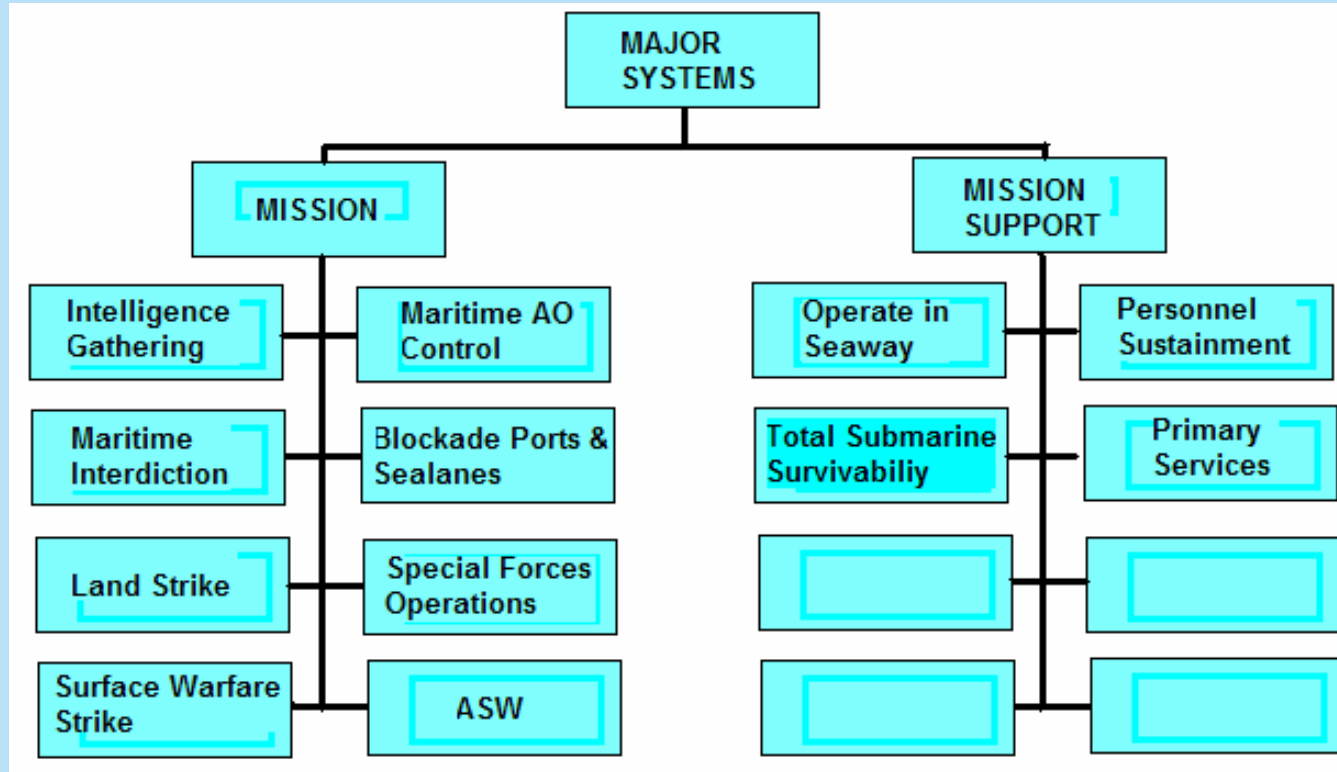 MAJOR
SYSTEMS
MISSION
MISSION
SUPPORT
Intelligence
Gathering
Maritime AO
Control
Operate in
Seaway
Personnel
Sustainment
Maritime
Interdiction
Blockade Ports &
Sealanes
Total Submarine
Survivabiliy
Primary
Services
Land Strike
Special Forces
Operations
Surface Warfare
Strike
ASW